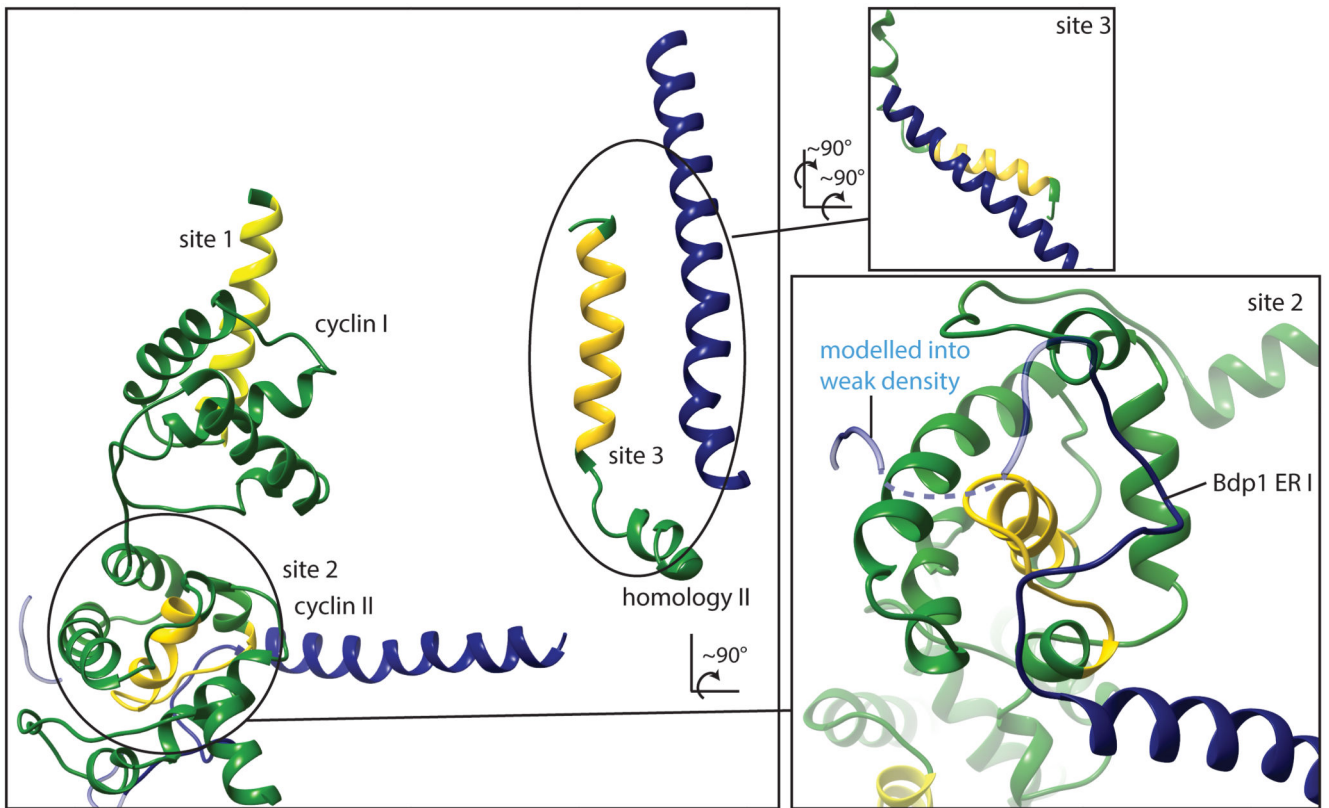 site 1
cyclin I
site 2
cyclin II
site 3
homology II
~90°
~90°
~90°
site 3
site 2
modelled into
weak density
Bdp1 ER I